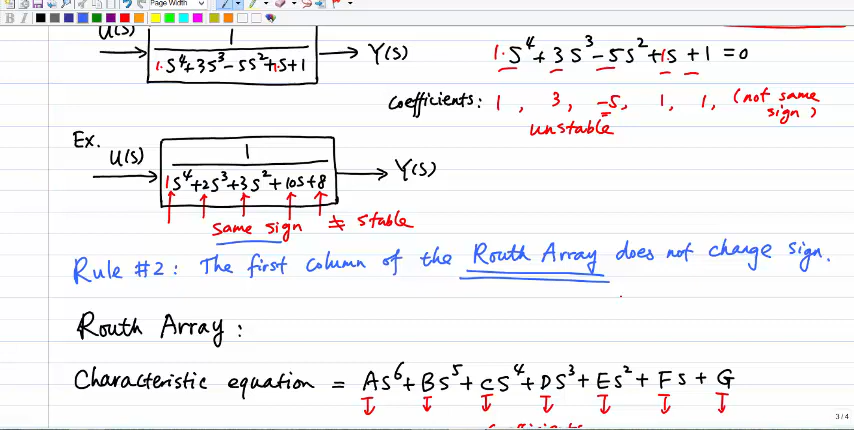 Page Width
B I
U(S)
1
1·S⁴+3S³−5S²+1·S+1
Y(S)
1·S⁴+3S³−5S²+1S+1=0
coefficients: 1, 3, −5, 1, 1, (not same sign)
unstable
Ex.
U(S)
1
1S⁴+2S³+3S²+10S+8
Y(S)
same sign ≠ stable
Rule #2: The first column of the Routh Array does not change sign.
Routh Array:
Characteristic equation = AS⁶+BS⁵+CS⁴+DS³+ES²+FS+G
3/4